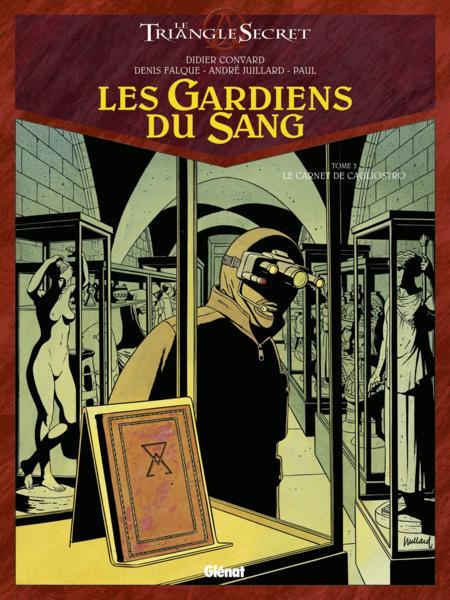 LE
TRIANGLE SECRET
DIDIER CONVARD
DENIS FALQUE - ANDRÉ JUILLARD - PAUL
LES GARDIENS
DU SANG
TOME 3
LE CARNET DE CAGLIOSTRO
Juillard
Glénat